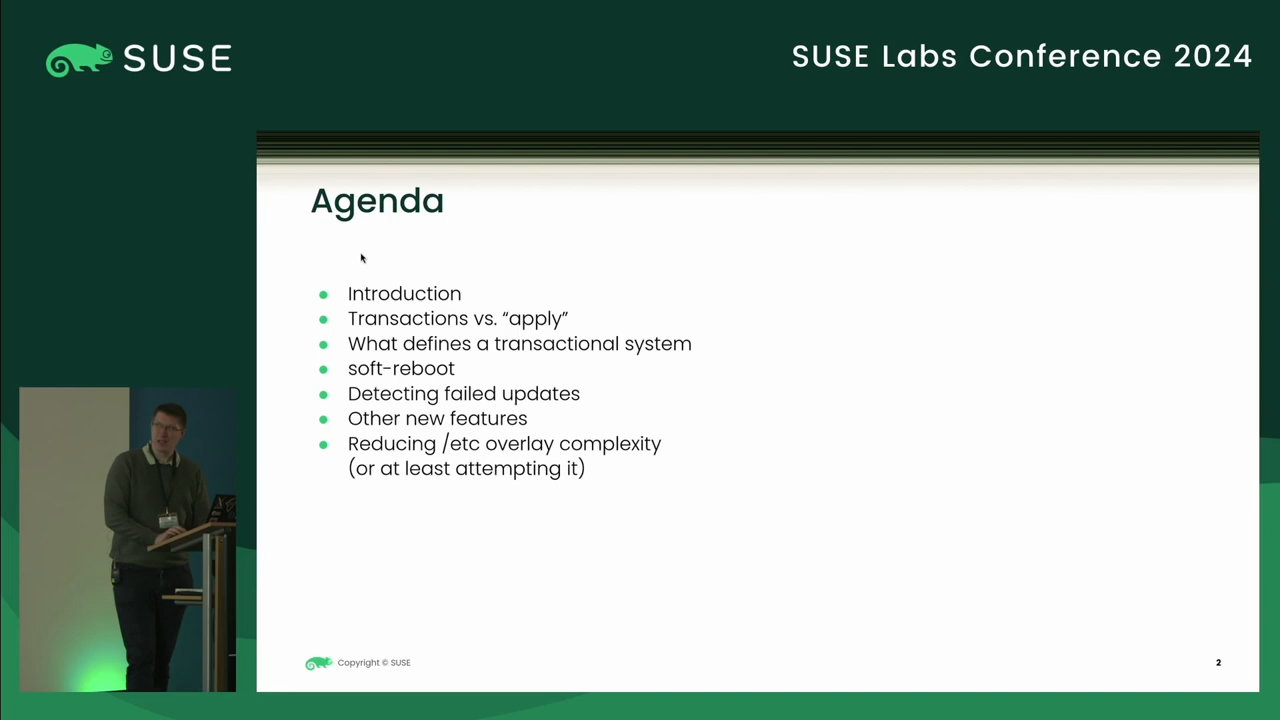 SUSE
SUSE Labs Conference 2024
Agenda
Introduction
Transactions vs. “apply”
What defines a transactional system
soft-reboot
Detecting failed updates
Other new features
Reducing /etc overlay complexity
(or at least attempting it)
Copyright © SUSE
2